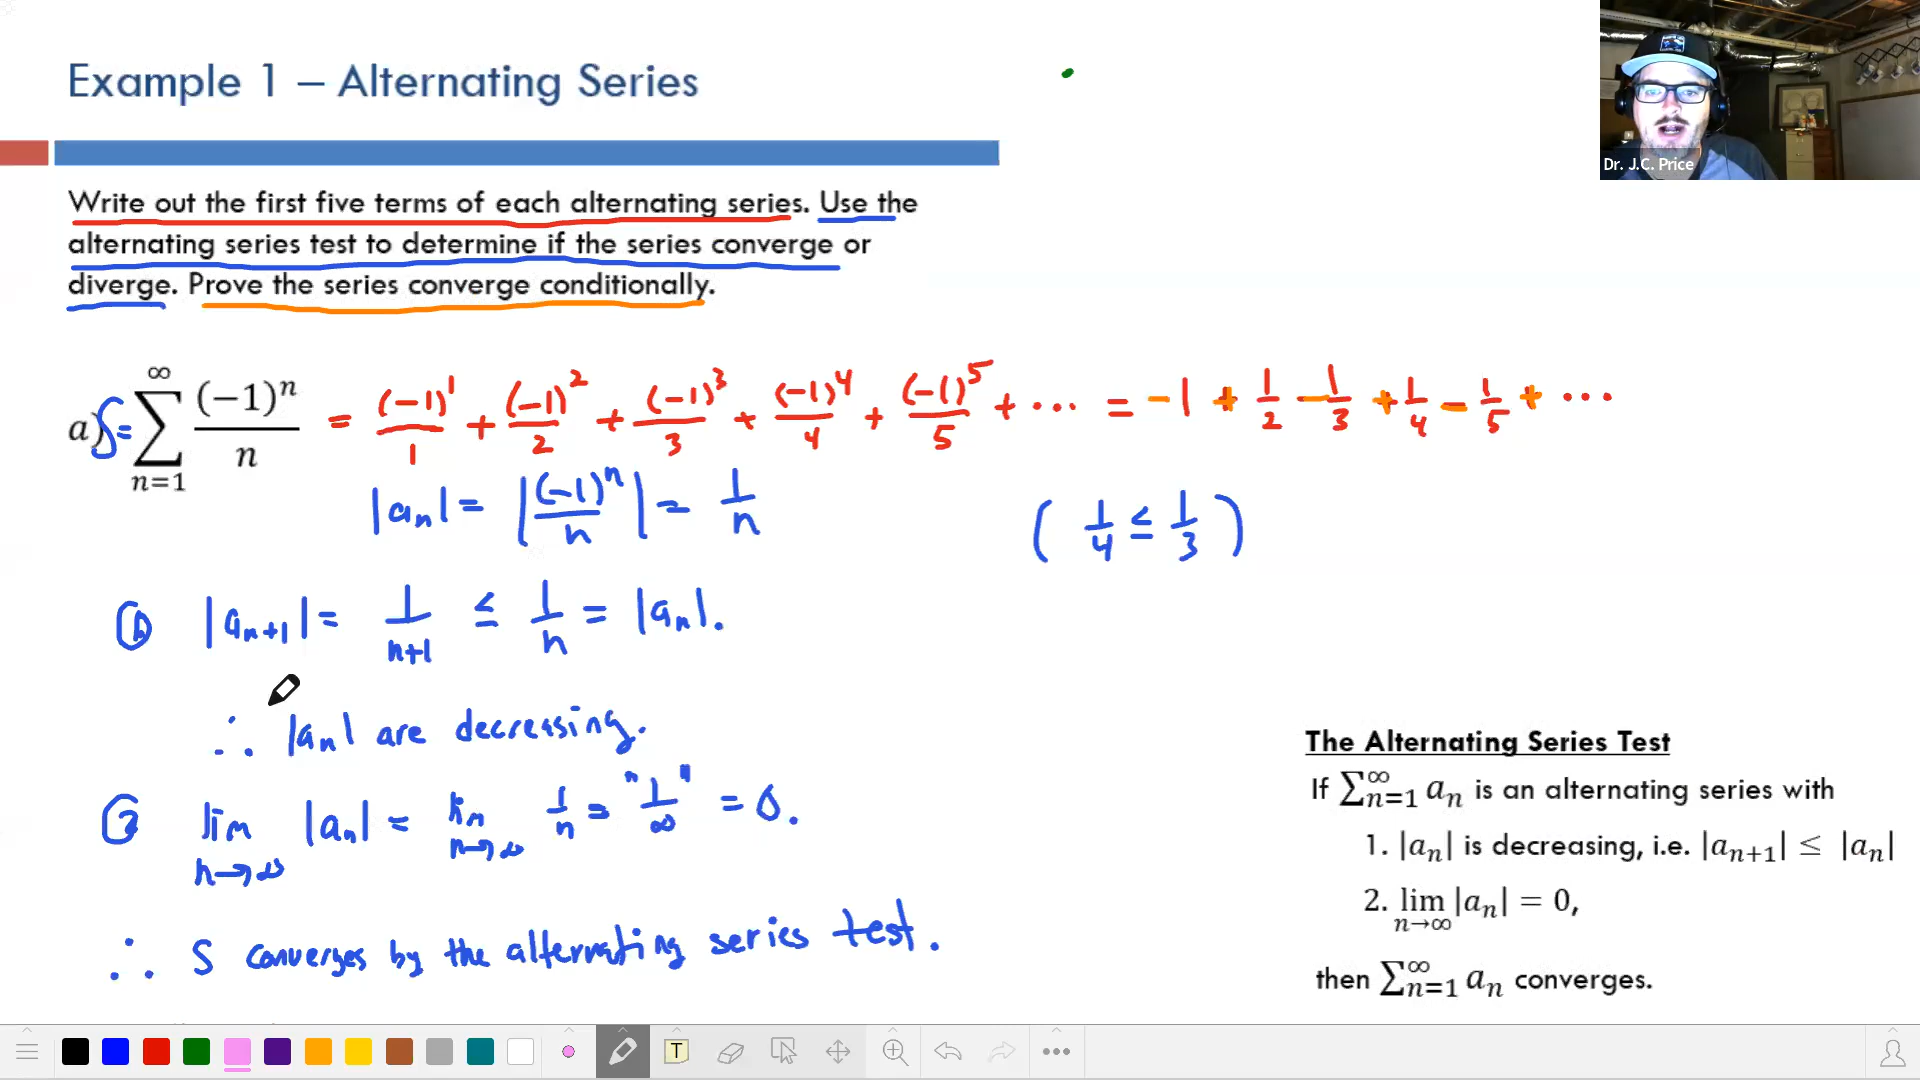 Example 1 – Alternating Series
Dr. J.C. Price
Write out the first five terms of each alternating series. Use the
alternating series test to determine if the series converge or
diverge. Prove the series converge conditionally.
a) S = ∑_{n=1}^{∞} (-1)^n / n = (-1)^1/1 + (-1)^2/2 + (-1)^3/3 + (-1)^4/4 + (-1)^5/5 + ... = -1 + 1/2 - 1/3 + 1/4 - 1/5 + ...
|a_n| = |(-1)^n / n| = 1/n
( 1/4 ≤ 1/3 )
① |a_{n+1}| = 1/(n+1) ≤ 1/n = |a_n|.
∴ |a_n| are decreasing.
② lim_{n→∞} |a_n| = lim_{n→∞} 1/n = "1/∞" = 0.
∴ S converges by the alternating series test.
The Alternating Series Test
If ∑_{n=1}^{∞} a_n is an alternating series with
1. |a_n| is decreasing, i.e. |a_{n+1}| ≤ |a_n|
2. lim_{n→∞} |a_n| = 0,
then ∑_{n=1}^{∞} a_n converges.
T